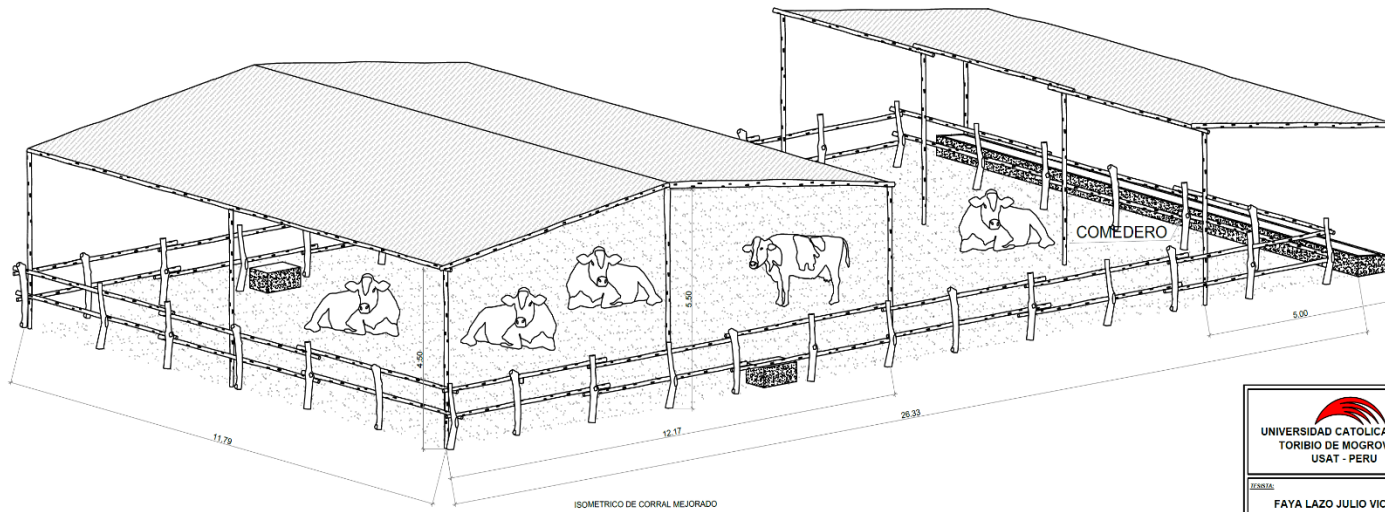 COMEDERO
5.50
4.50
5.00
11.79
12.17
26.33
ISOMETRICO DE CORRAL MEJORADO
UNIVERSIDAD CATOLICA
TORIBIO DE MOGROV
USAT - PERU
TESISTA:
FAYA LAZO JULIO VIC